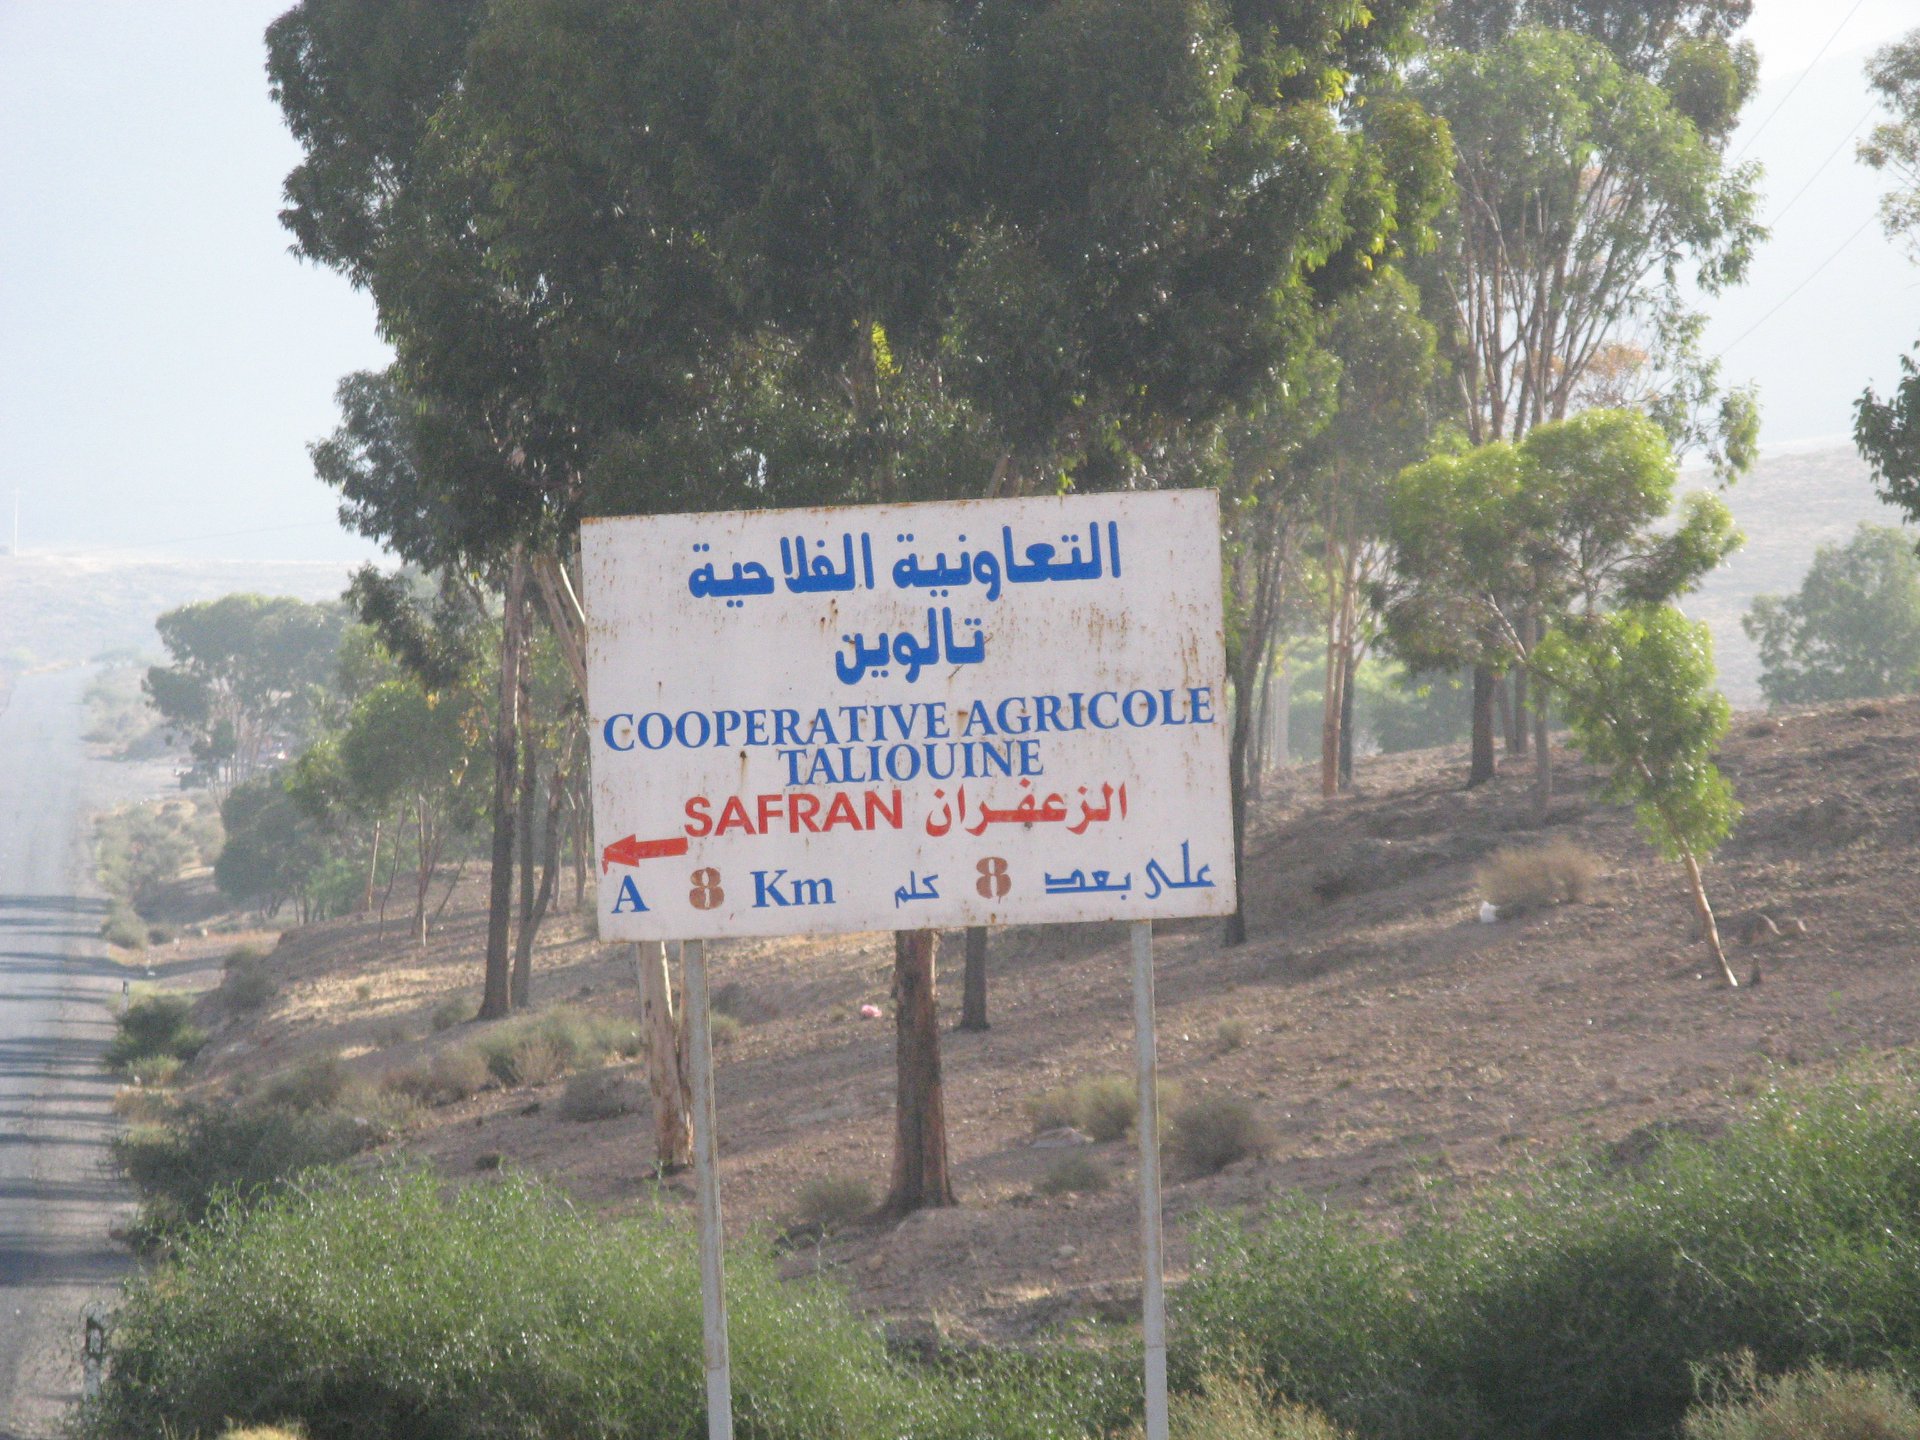 التعاونية الفلاحية
تالوين
COOPERATIVE AGRICOLE
TALIOUINE
SAFRAN الزعفران
A 8 Km على بعد 8 كلم